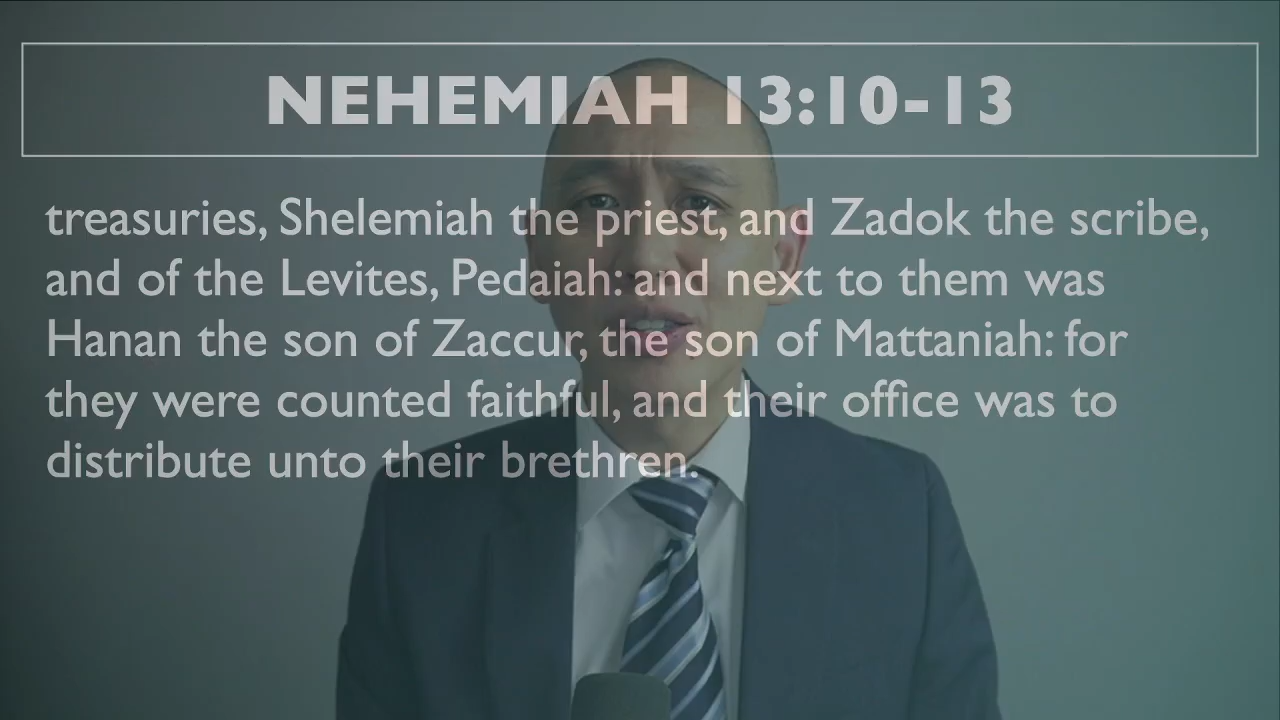 NEHEMIAH 13:10-13
treasuries, Shelemiah the priest, and Zadok the scribe,
and of the Levites, Pedaiah: and next to them was
Hanan the son of Zaccur, the son of Mattaniah: for
they were counted faithful, and their office was to
distribute unto their brethren.